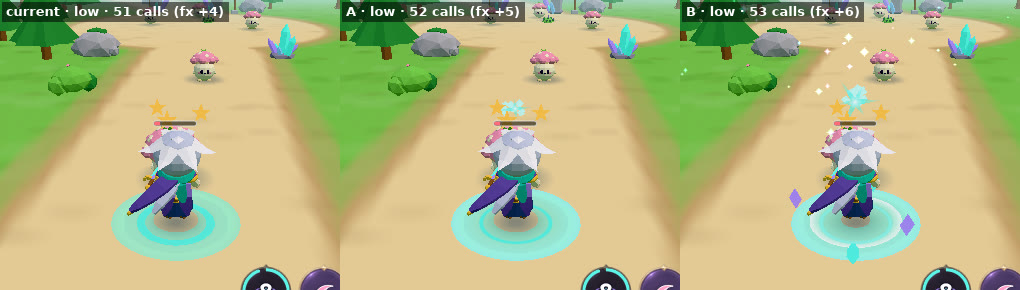 current · low · 51 calls (fx +4)
A · low · 52 calls (fx +5)
B · low · 53 calls (fx +6)